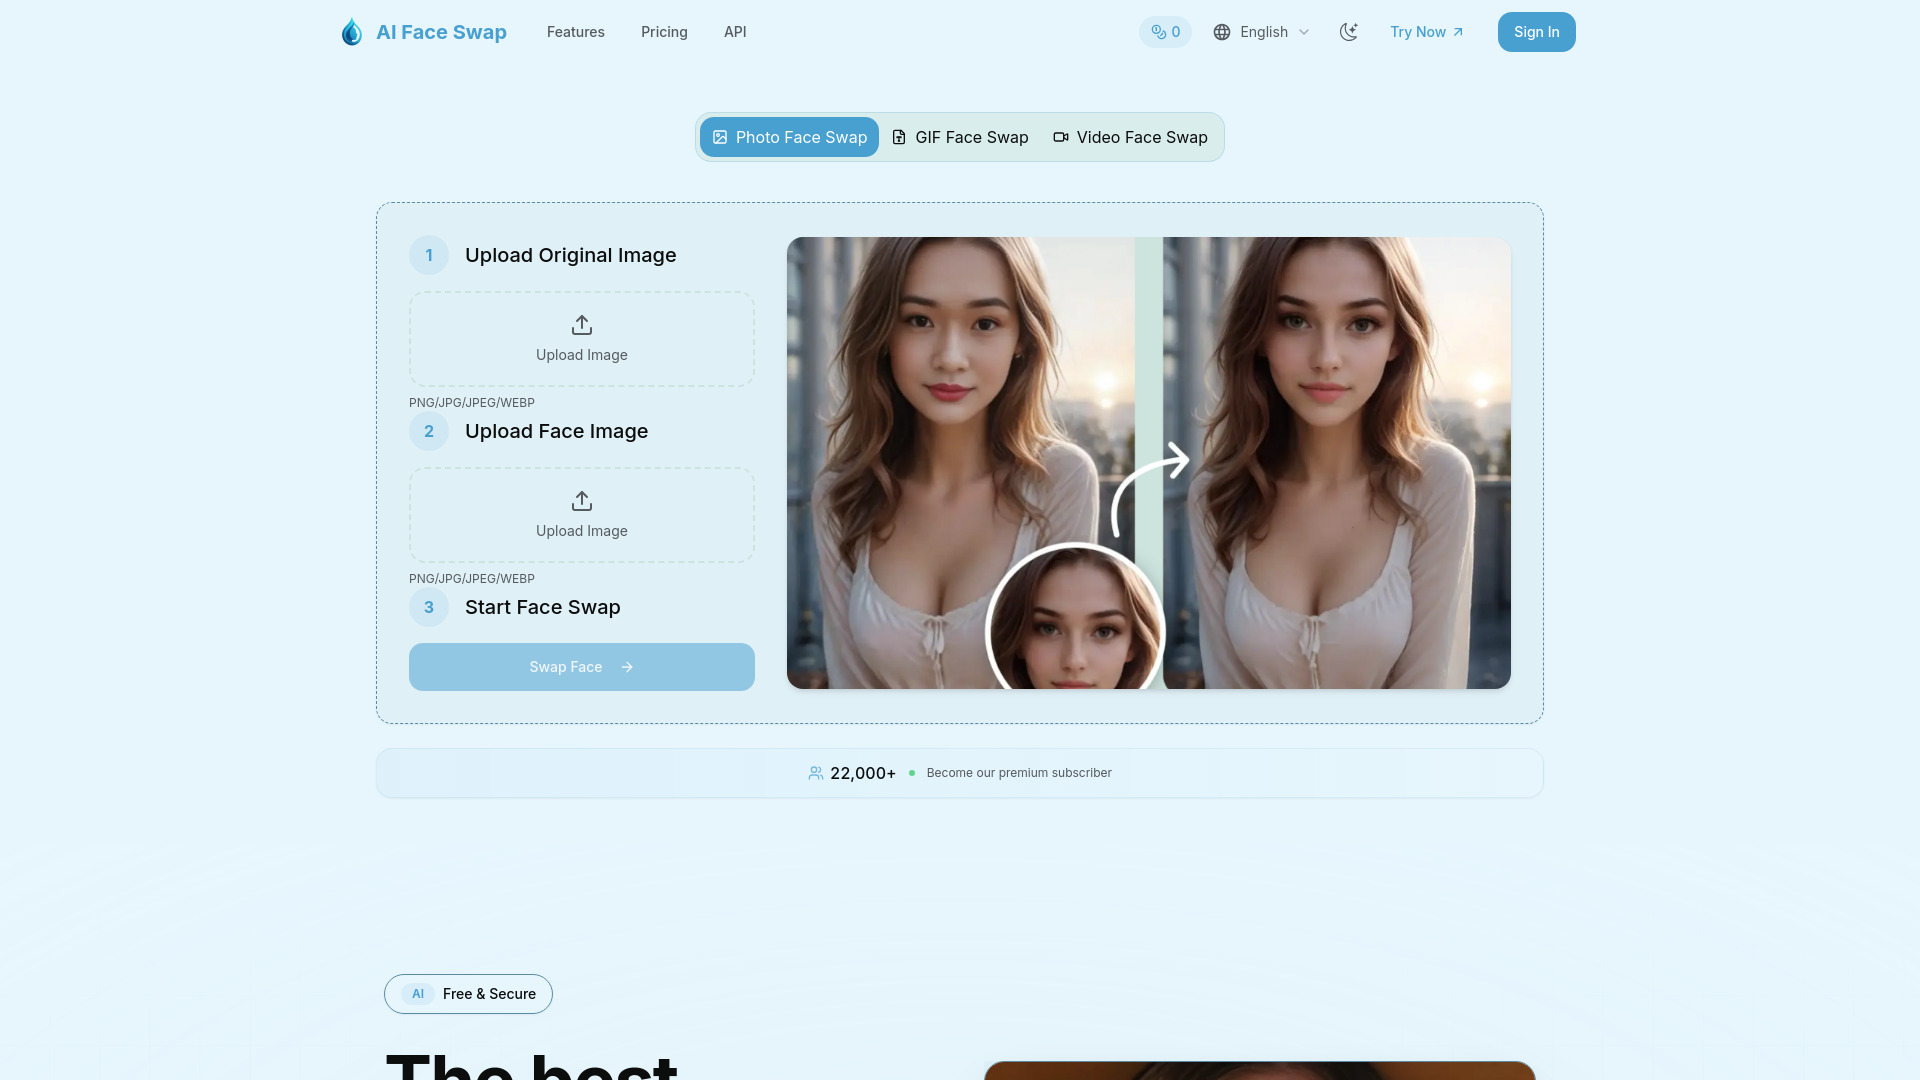 AI Face Swap
Features
Pricing
API
0
English
Try Now
Sign In
Photo Face Swap
GIF Face Swap
Video Face Swap
1
Upload Original Image
Upload Image
PNG/JPG/JPEG/WEBP
2
Upload Face Image
Upload Image
PNG/JPG/JPEG/WEBP
3
Start Face Swap
Swap Face
22,000+
Become our premium subscriber
AI
Free & Secure
The best